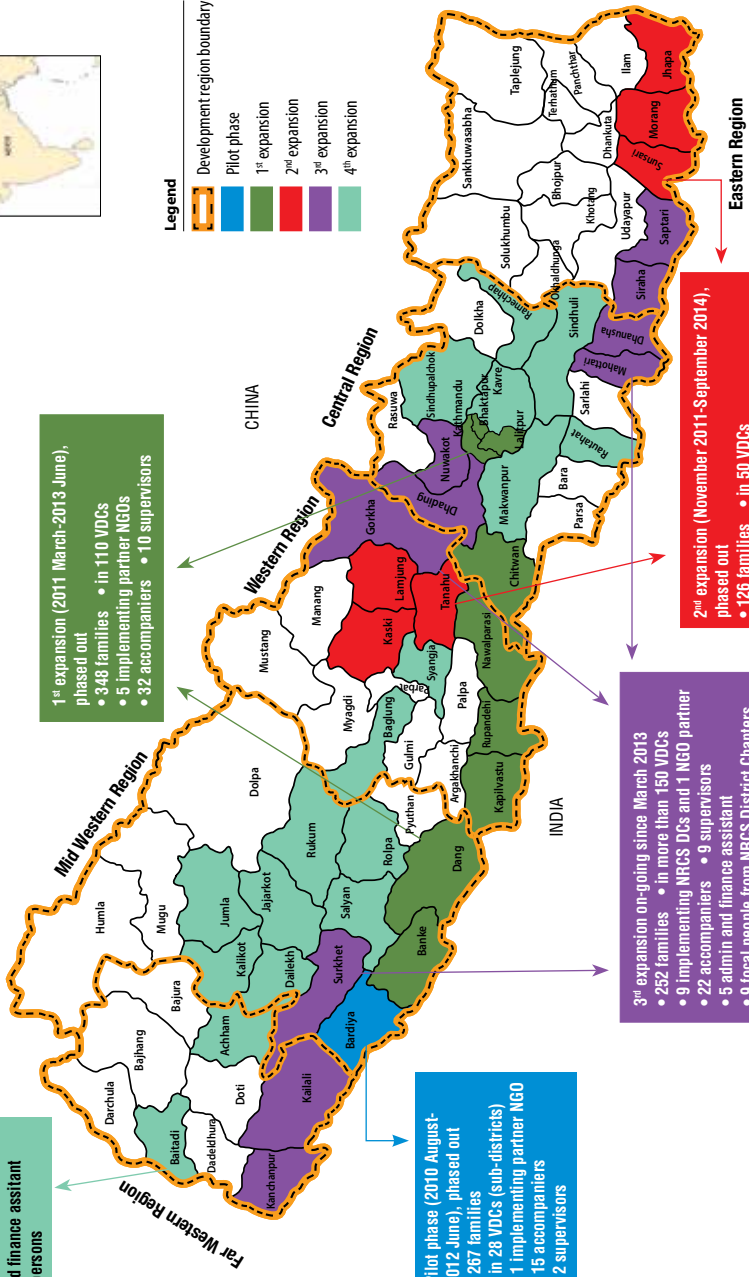 Legend
Development region boundary
Pilot phase
1st expansion
2nd expansion
3rd expansion
4th expansion
d finance assitant
persons
1st expansion (2011 March-2013 June),
phased out
• 348 families • in 110 VDCs
• 5 implementing partner NGOs
• 32 accompaniers • 10 supervisors
CHINA
INDIA
Far Western Region
Mid Western Region
Western Region
Central Region
Eastern Region
Darchula
Bajhang
Bajura
Baitadi
Dadeldhura
Doti
Achham
Kanchanpur
Kailali
Humla
Mugu
Dolpa
Jumla
Kalikot
Jajarkot
Dailekh
Rukum
Rolpa
Salyan
Pyuthan
Surkhet
Bardiya
Banke
Dang
Mustang
Manang
Myagdi
Baglung
Parbat
Gulmi
Argakhanchi
Palpa
Syangja
Kaski
Lamjung
Tanahu
Gorkha
Kapilvastu
Rupandehi
Nawalparasi
Chitwan
Dhading
Nuwakot
Rasuwa
Sindhupalchok
Kathmandu
Bhaktapur
Kavre
Lalitpur
Makwanpur
Parsa
Bara
Rautahat
Sarlahi
Mahottari
Dhanusha
Sindhuli
Ramechhap
Dolkha
Solukhumbu
Okhaldhunga
Khotang
Udayapur
Siraha
Saptari
Sankhuwasabha
Bhojpur
Dhankuta
Terhathum
Taplejung
Panchthar
Ilam
Sunsari
Morang
Jhapa
ilot phase (2010 August-
012 June), phased out
267 families
in 28 VDCs (sub-districts)
1 implementing partner NGO
15 accompaniers
2 supervisors
3rd expansion on-going since March 2013
• 252 families • in more than 150 VDCs
• 9 implementing NRCS DCs and 1 NGO partner
• 22 accompaniers • 9 supervisors
• 5 admin and finance assistant
• 9 focal people from NRCS District Chapters
2nd expansion (November 2011-September 2014),
phased out
• 126 families • in 50 VDCs